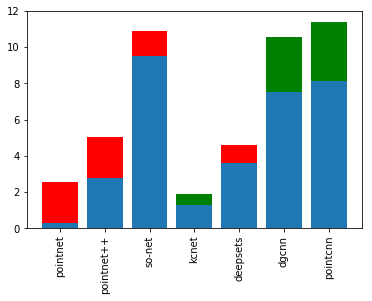 12
10
8
6
4
2
0
pointnet
pointnet++
so-net
kcnet
deepsets
dgcnn
pointcnn